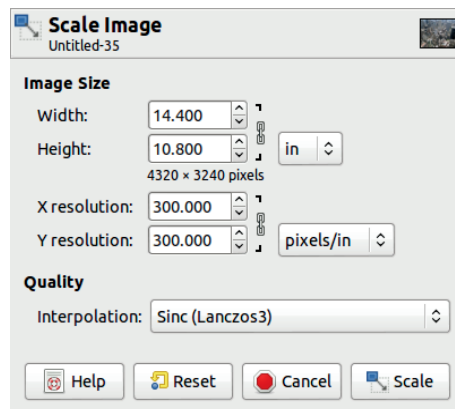 Scale Image
Untitled-35
Image Size
Width: 14.400
Height: 10.800 in
4320 × 3240 pixels
X resolution: 300.000
Y resolution: 300.000 pixels/in
Quality
Interpolation: Sinc (Lanczos3)
Help Reset Cancel Scale